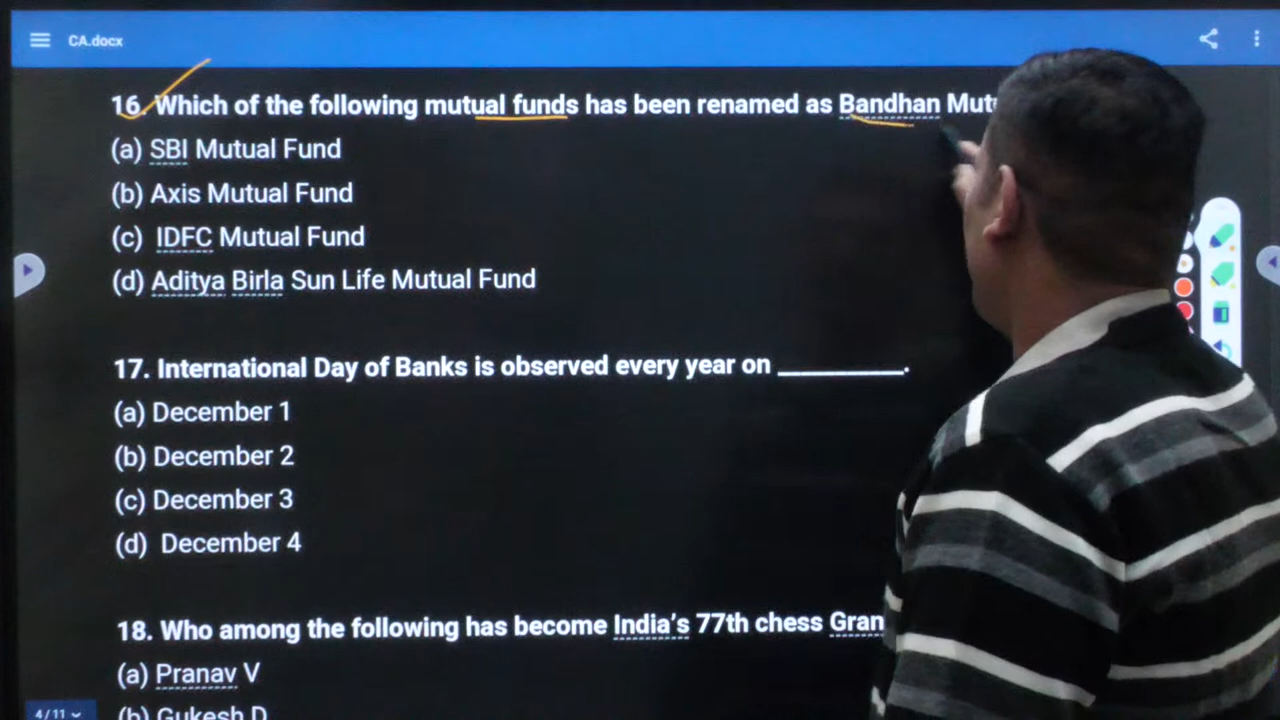 CA.docx
16. Which of the following mutual funds has been renamed as Bandhan
(a) SBI Mutual Fund
(b) Axis Mutual Fund
(c) IDFC Mutual Fund
(d) Aditya Birla Sun Life Mutual Fund
17. International Day of Banks is observed every year on __________.
(a) December 1
(b) December 2
(c) December 3
(d) December 4
18. Who among the following has become India's 77th chess
(a) Pranav V
(b) Gukesh D
4/11